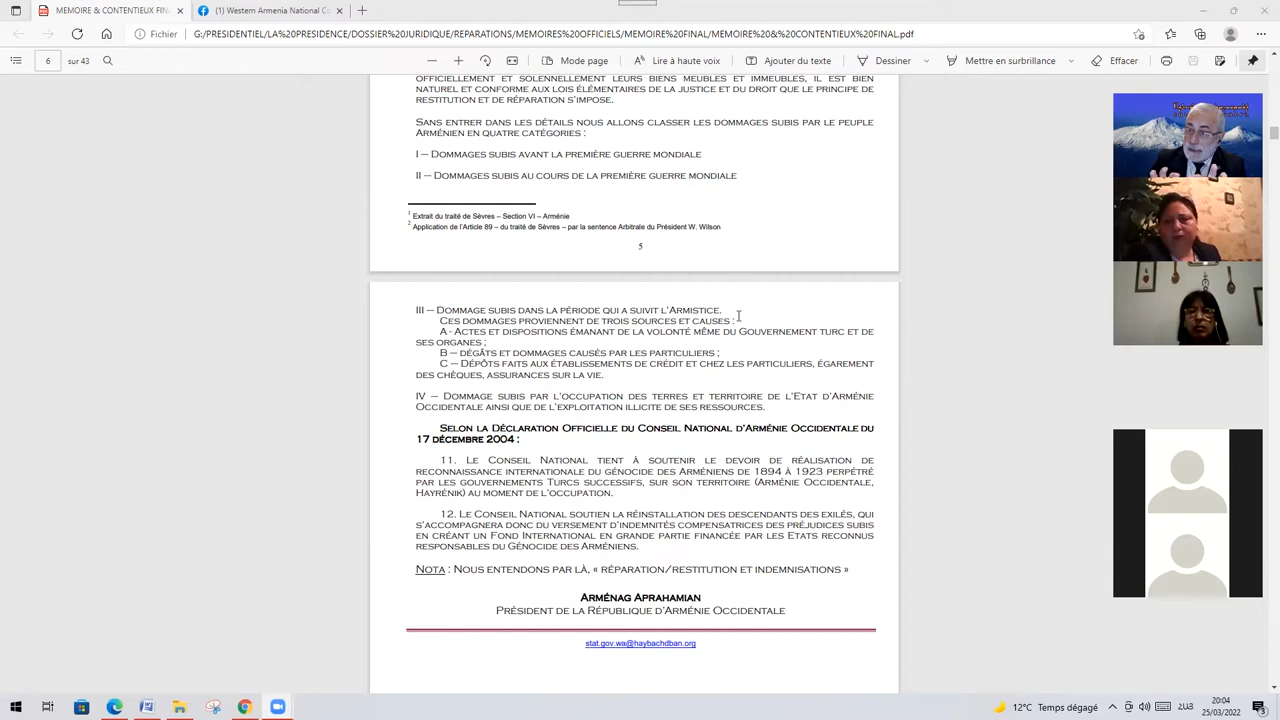 MEMOIRE & CONTENTIEUX FINAL
(2) Western Armenia National Co
Fichier
G:/PRESIDENTIEL/LA%20PRESIDENCE/DOSSIER%20JURIDIQUE/REPARATIONS/MEMOIRES%20OFFICIELS/MEMOIRE%20FINAL/MEMOIRE%20&%20CONTENTIEUX%20FINAL.pdf
6 sur 43
Mode page
Lire à haute voix
Ajouter du texte
Dessiner
Mettre en surbrillance
Effacer
OFFICIELLEMENT ET SOLENNELLEMENT LEURS BIENS MEUBLES ET IMMEUBLES, IL EST BIEN
NATUREL ET CONFORME AUX LOIS ÉLÉMENTAIRES DE LA JUSTICE ET DU DROIT QUE LE PRINCIPE DE
RESTITUTION ET DE RÉPARATION S'IMPOSE.
SANS ENTRER DANS LES DÉTAILS NOUS ALLONS CLASSER LES DOMMAGES SUBIS PAR LE PEUPLE
ARMÉNIEN EN QUATRE CATÉGORIES :
I – DOMMAGES SUBIS AVANT LA PREMIÈRE GUERRE MONDIALE
II – DOMMAGES SUBIS AU COURS DE LA PREMIÈRE GUERRE MONDIALE
1 Extrait du traité de Sèvres – Section VI – Arménie
2 Application de l'Article 89 – du traité de Sèvres – par la sentence Arbitrale du Président W. Wilson
5
III – DOMMAGE SUBIS DANS LA PÉRIODE QUI A SUIVIT L'ARMISTICE.
CES DOMMAGES PROVIENNENT DE TROIS SOURCES ET CAUSES :
A - ACTES ET DISPOSITIONS ÉMANANT DE LA VOLONTÉ MÊME DU GOUVERNEMENT TURC ET DE
SES ORGANES ;
B – DÉGÂTS ET DOMMAGES CAUSÉS PAR LES PARTICULIERS ;
C – DÉPÔTS FAITS AUX ÉTABLISSEMENTS DE CRÉDIT ET CHEZ LES PARTICULIERS, ÉGAREMENT
DES CHÈQUES, ASSURANCES SUR LA VIE.
IV – DOMMAGE SUBIS PAR L'OCCUPATION DES TERRES ET TERRITOIRE DE L'ETAT D'ARMÉNIE
OCCIDENTALE AINSI QUE DE L'EXPLOITATION ILLICITE DE SES RESSOURCES.
SELON LA DÉCLARATION OFFICIELLE DU CONSEIL NATIONAL D'ARMÉNIE OCCIDENTALE DU
17 DÉCEMBRE 2004 :
11. LE CONSEIL NATIONAL TIENT À SOUTENIR LE DEVOIR DE RÉALISATION DE
RECONNAISSANCE INTERNATIONALE DU GÉNOCIDE DES ARMÉNIENS DE 1894 À 1923 PERPÉTRÉ
PAR LES GOUVERNEMENTS TURCS SUCCESSIFS, SUR SON TERRITOIRE (ARMÉNIE OCCIDENTALE,
HAYRÉNIK) AU MOMENT DE L'OCCUPATION.
12. LE CONSEIL NATIONAL SOUTIEN LA RÉINSTALLATION DES DESCENDANTS DES EXILÉS, QUI
S'ACCOMPAGNERA DONC DU VERSEMENT D'INDEMNITÉS COMPENSATRICES DES PRÉJUDICES SUBIS
EN CRÉANT UN FOND INTERNATIONAL EN GRANDE PARTIE FINANCÉE PAR LES ETATS RECONNUS
RESPONSABLES DU GÉNOCIDE DES ARMÉNIENS.
NOTA : NOUS ENTENDONS PAR LÀ, « RÉPARATION/RESTITUTION ET INDEMNISATIONS »
ARMÉNAG APRAHAMIAN
PRÉSIDENT DE LA RÉPUBLIQUE D'ARMÉNIE OCCIDENTALE
stat.gov.wa@haybachdban.org
12°C Temps dégagé
ՀԱՅ
20:04
25/03/2022